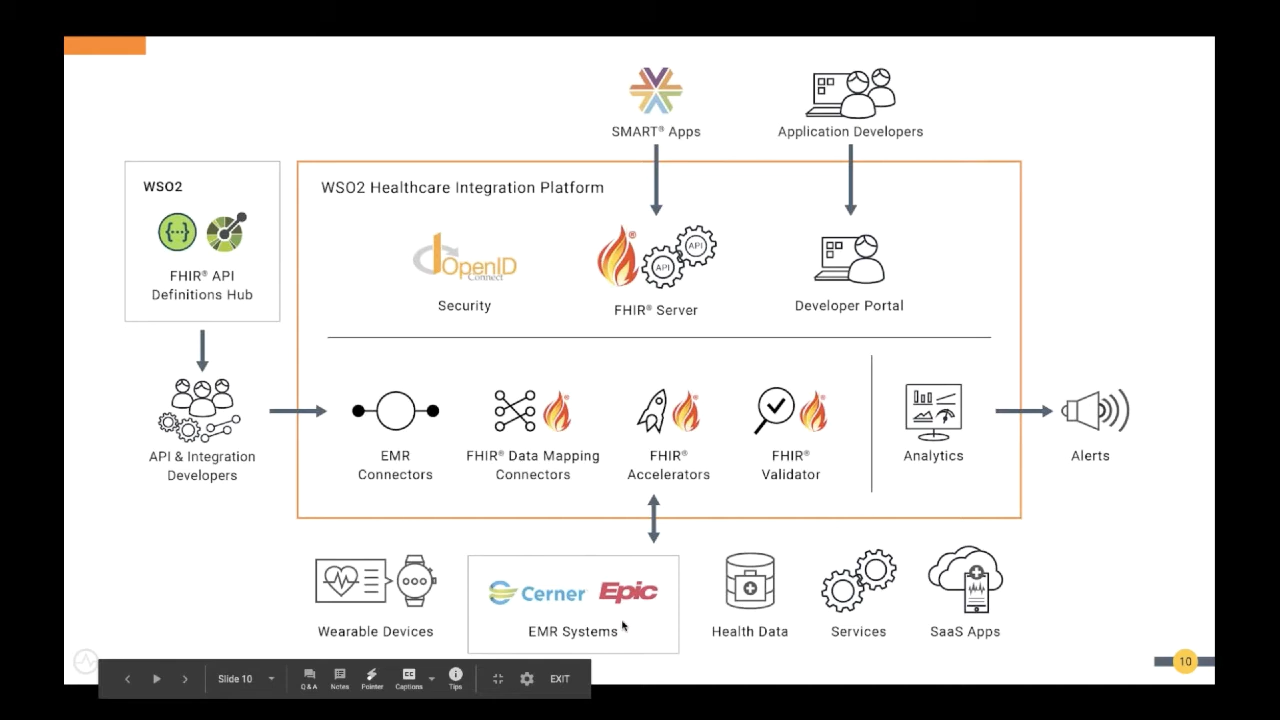 SMART® Apps
Application Developers
WSO2
FHIR® API
Definitions Hub
WSO2 Healthcare Integration Platform
OpenID
Connect
Security
®
API
API
FHIR® Server
Developer Portal
API & Integration
Developers
EMR
Connectors
®
FHIR® Data Mapping
Connectors
®
FHIR®
Accelerators
®
FHIR®
Validator
Analytics
Alerts
Wearable Devices
Cerner
Epic
EMR Systems
Health Data
Services
SaaS Apps
10
Slide 10
Q & A
Notes
Pointer
CC
Captions
Tips
EXIT